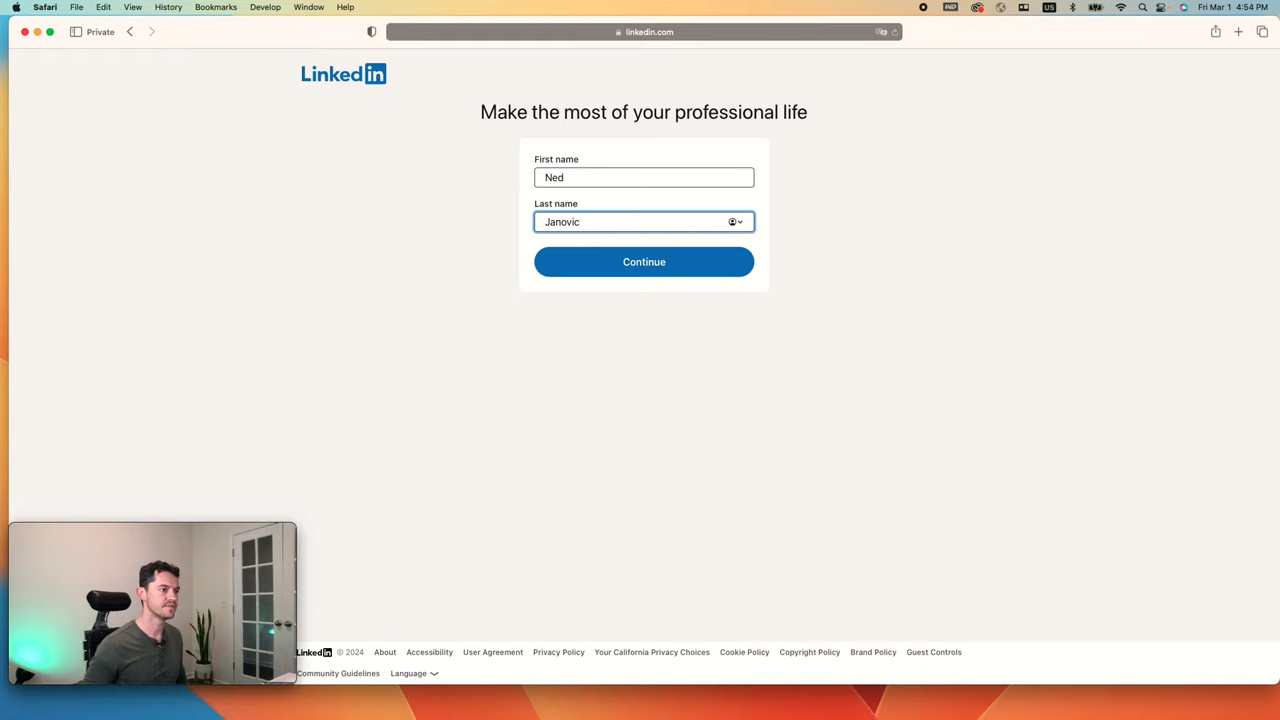 Safari File Edit View History Bookmarks Develop Window Help
US
Fri Mar 1 4:54 PM
Private
linkedin.com
Linkedin
Make the most of your professional life
First name
Ned
Last name
Janovic
Continue
Linkedin © 2024 About Accessibility User Agreement Privacy Policy Your California Privacy Choices Cookie Policy Copyright Policy Brand Policy Guest Controls
Community Guidelines Language